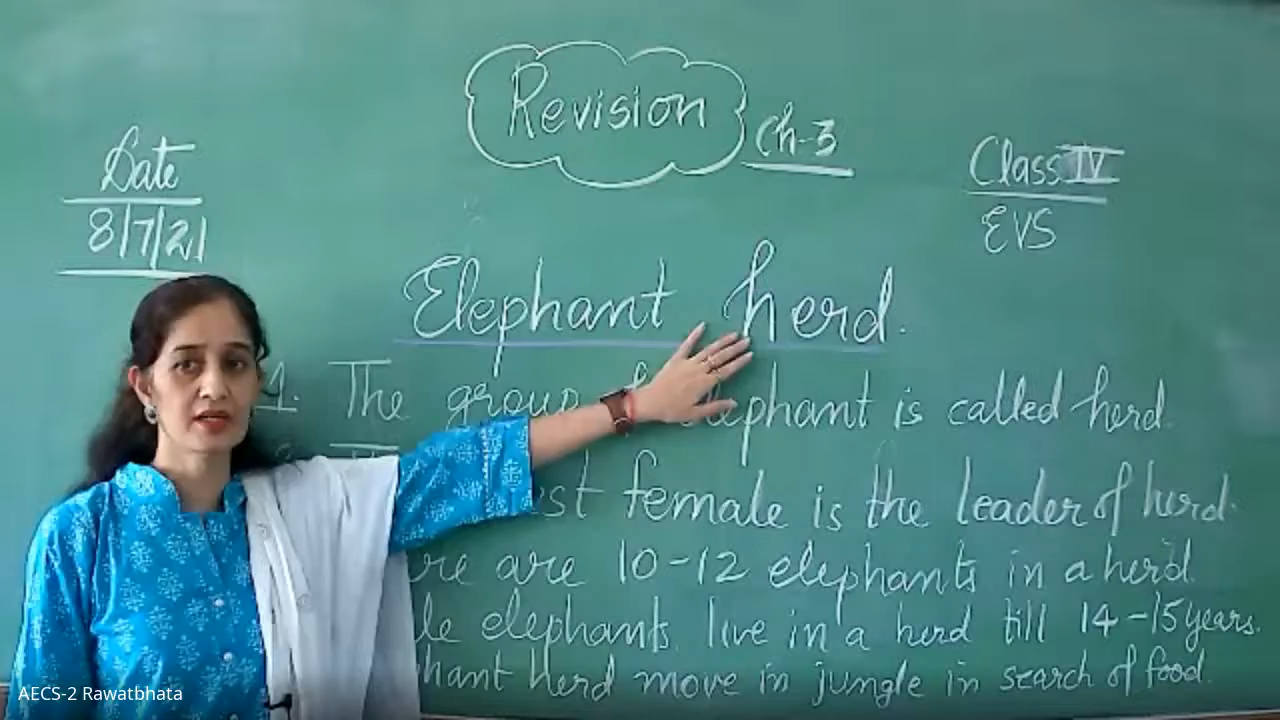 Revision Ch-3
Date
8/7/21
Class IV
EVS
Elephant herd.
1. The group elephant is called herd.
female is the leader of herd.
are 10-12 elephants in a herd.
elephants live in a herd till 14-15 years.
herd move in jungle in search of food.
AECS-2 Rawatbhata